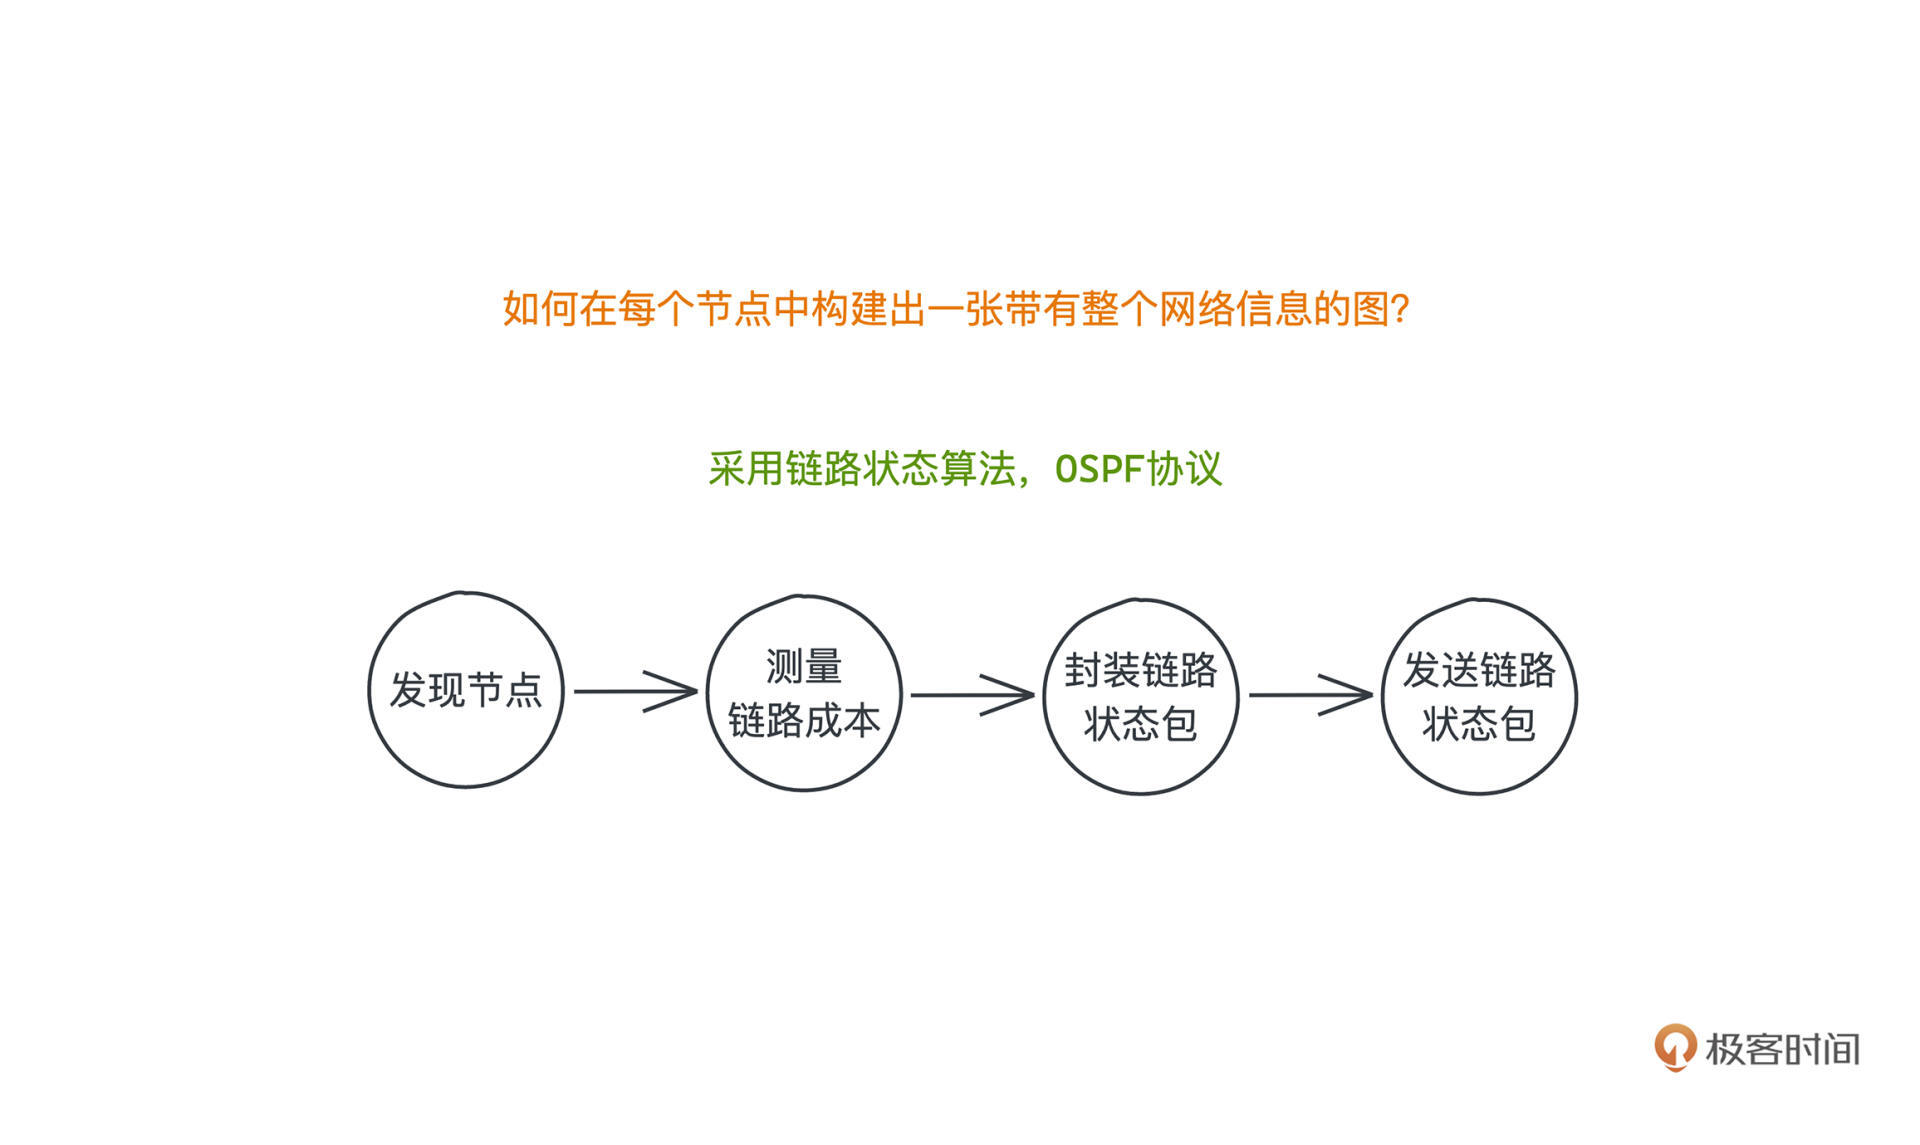 如何在每个节点中构建出一张带有整个网络信息的图?
采用链路状态算法，OSPF协议
发现节点
测量
链路成本
封装链路
状态包
发送链路
状态包
极客时间